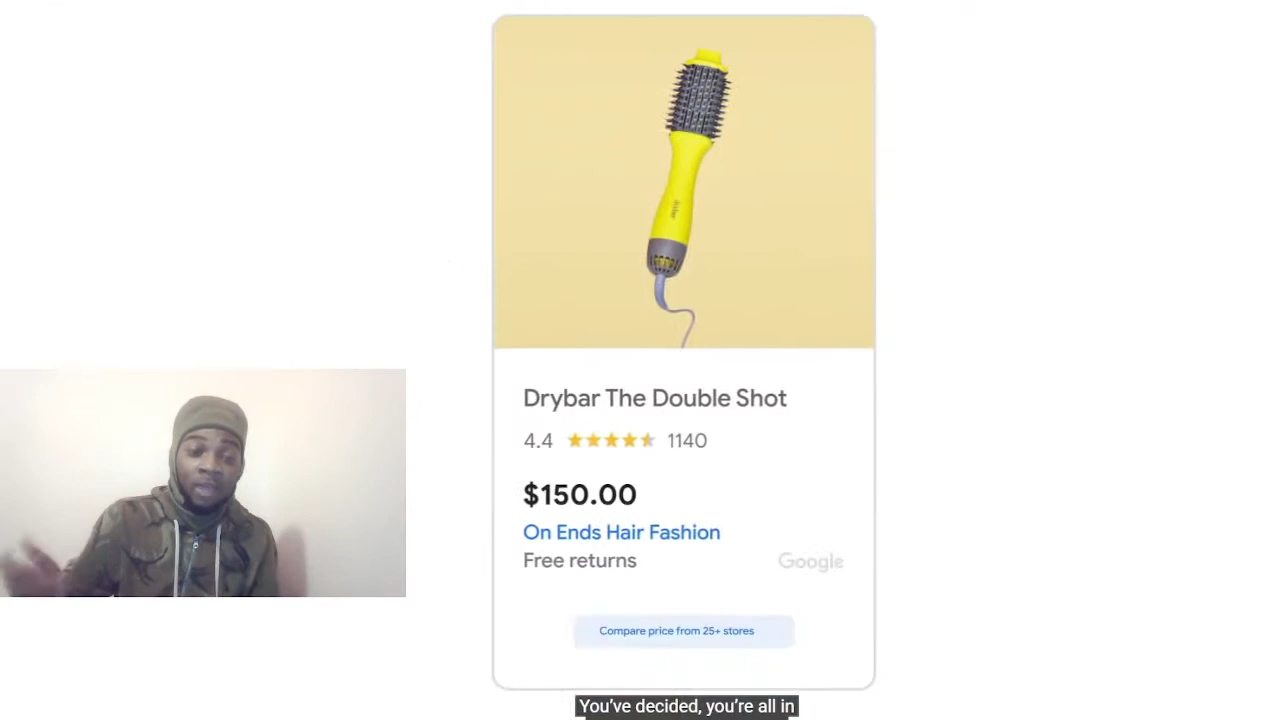 drybar
Drybar The Double Shot
4.4 1140
$150.00
On Ends Hair Fashion
Free returns
Google
Compare price from 25+ stores
You've decided, you're all in